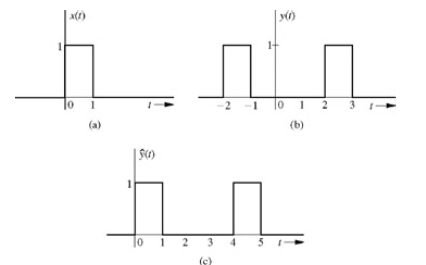 x(t)
1
0 1 t
(a)
y(t)
1
−2 −1 0 1 2 3 t
(b)
ŷ(t)
1
0 1 2 3 4 5 t
(c)